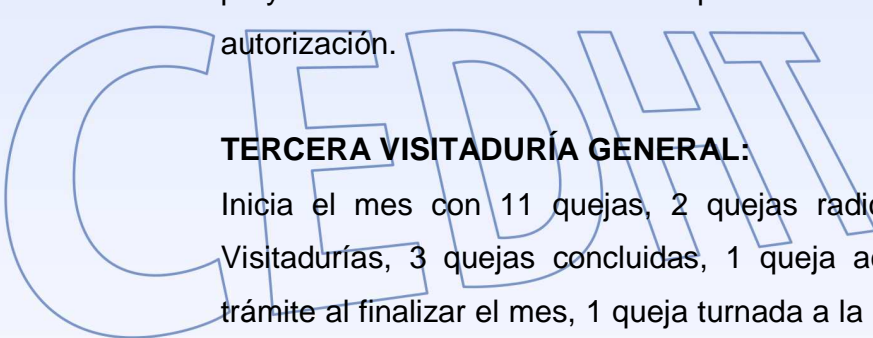 autorización.
CEDHT
TERCERA VISITADURÍA GENERAL:
Inicia el mes con 11 quejas, 2 quejas
Visitadurías, 3 quejas concluidas, 1 queja
trámite al finalizar el mes, 1 queja turnada a la